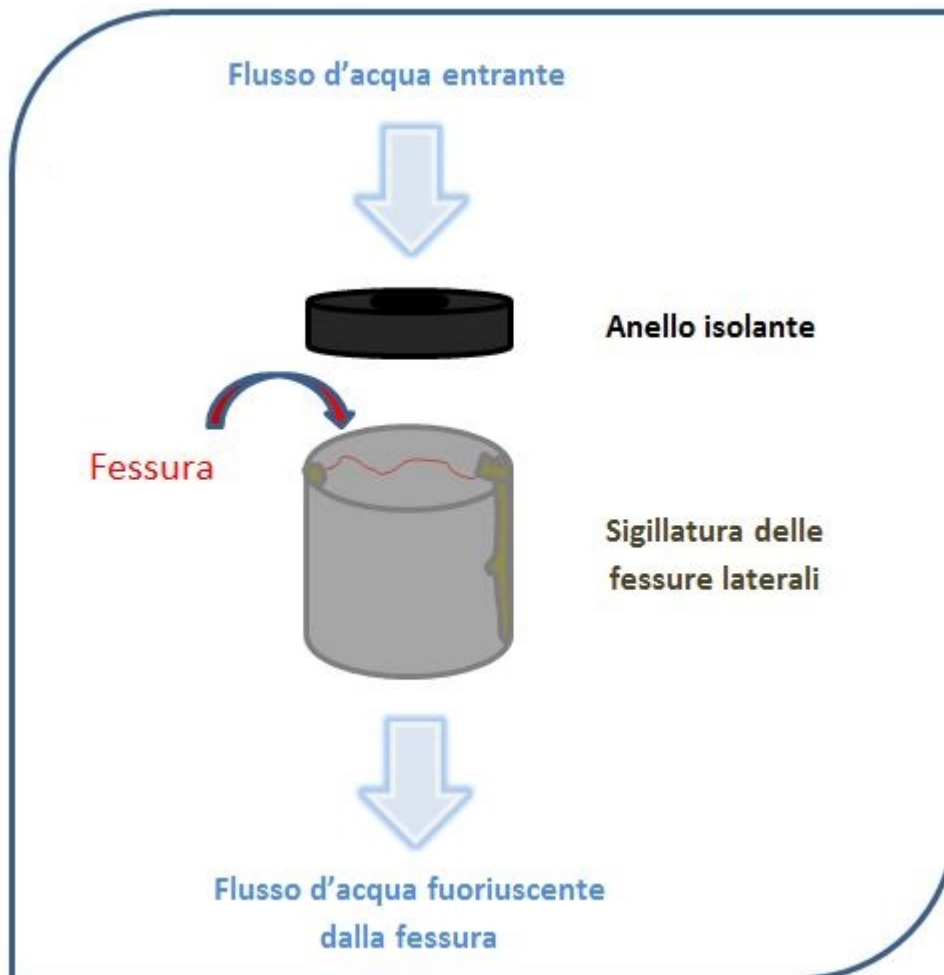 Flusso d'acqua entrante
Anello isolante
Fessura
Sigillatura delle
fessure laterali
Flusso d'acqua fuoriuscente
dalla fessura